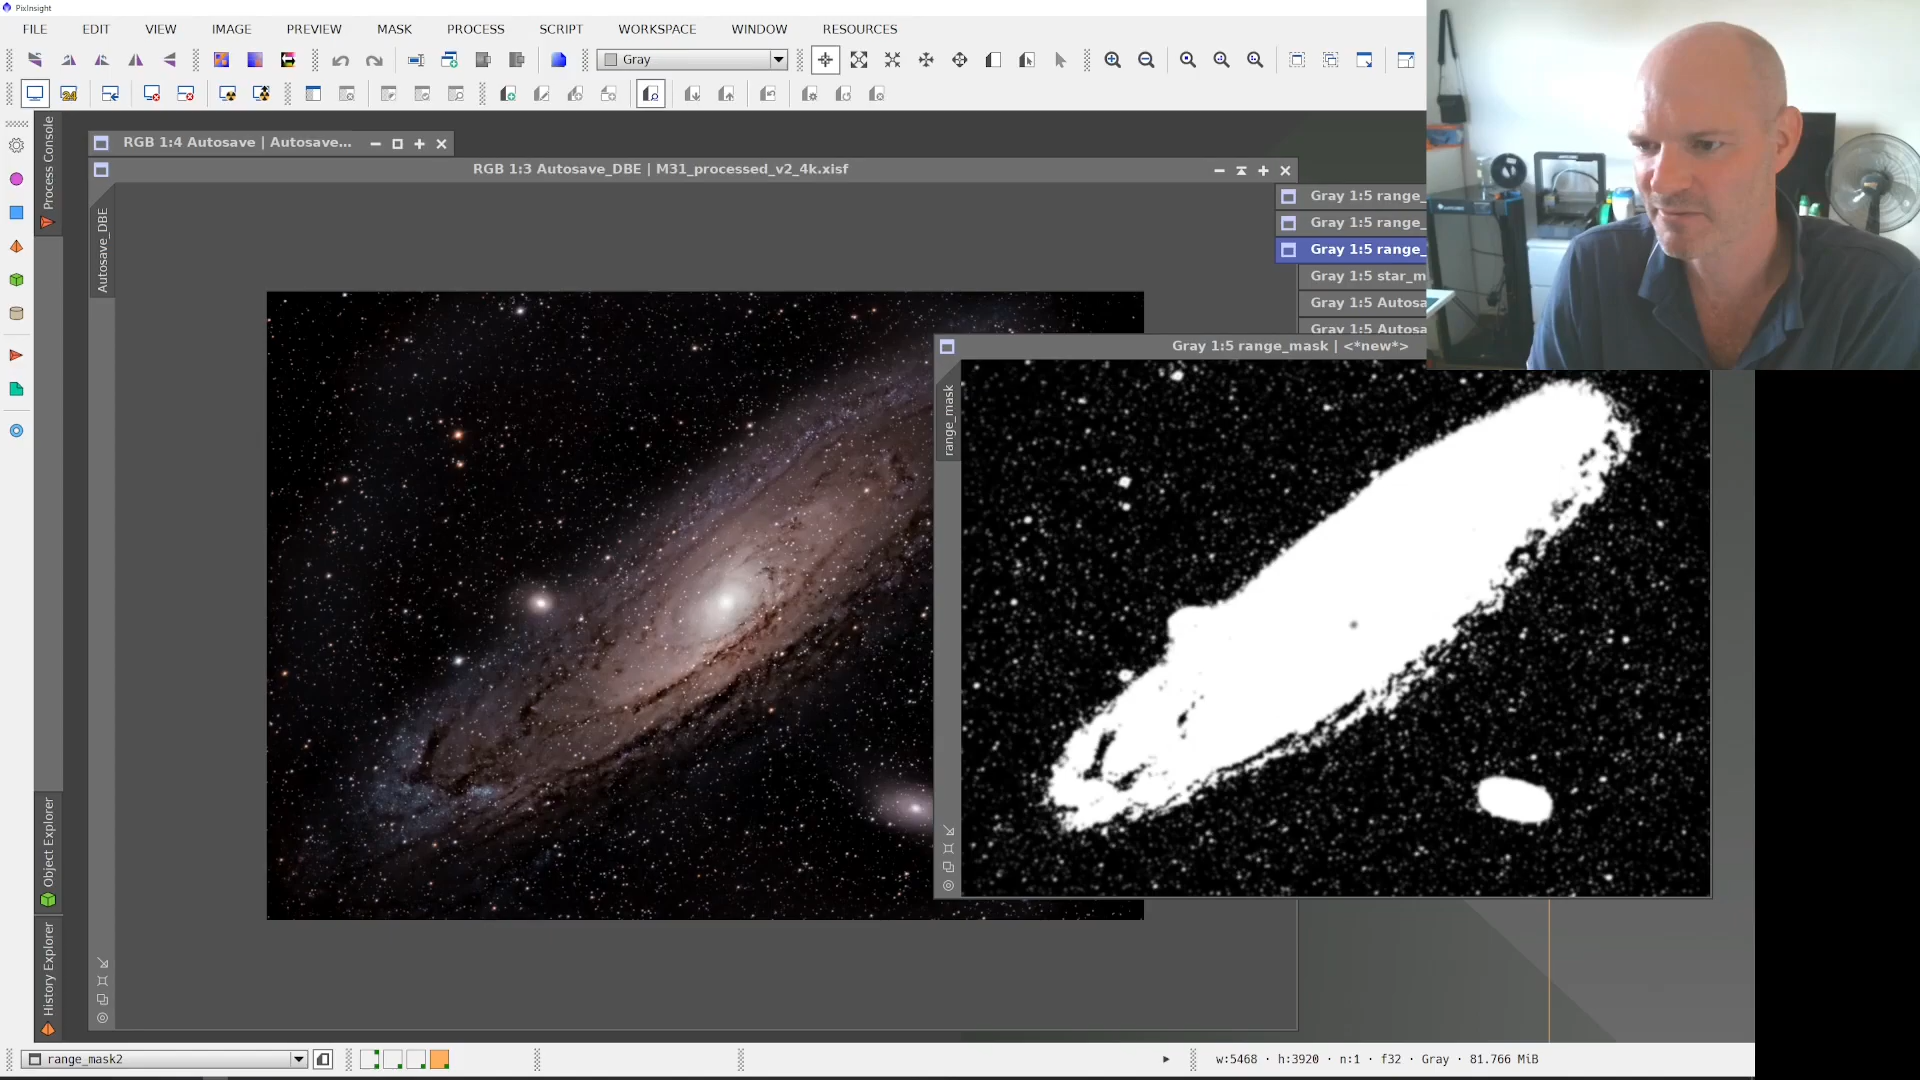 PixInsight
FILE EDIT VIEW IMAGE PREVIEW MASK PROCESS SCRIPT WORKSPACE WINDOW RESOURCES
Gray
24
Process Console
RGB 1:4 Autosave | Autosave...
RGB 1:3 Autosave_DBE | M31_processed_v2_4k.xisf
Autosave_DBE
Gray 1:5 range_
Gray 1:5 range_
Gray 1:5 range_
Gray 1:5 star_m
Gray 1:5 Autosa
Gray 1:5 Autosa
Gray 1:5 range_mask | <*new*>
range_mask
Object Explorer
History Explorer
range_mask2
w:5468 · h:3920 · n:1 · f32 · Gray · 81.766 MiB